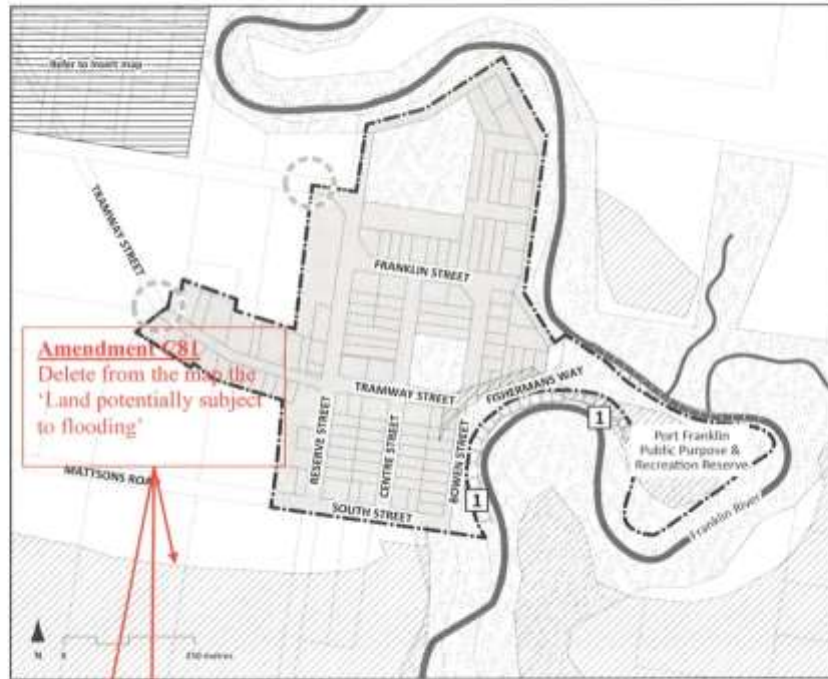 Refer to Insert map
TRAMWAY STREET
FRANKLIN STREET
Amendment C81
Delete from the map the
'Land potentially subject
to flooding'
TRAMWAY STREET
FISHERMANS WAY
RESERVE STREET
CENTRE STREET
BOWEN STREET
1
Port Franklin
Public Purpose &
Recreation Reserve
MATTSONS ROAD
1
SOUTH STREET
Franklin River
N
0
metres